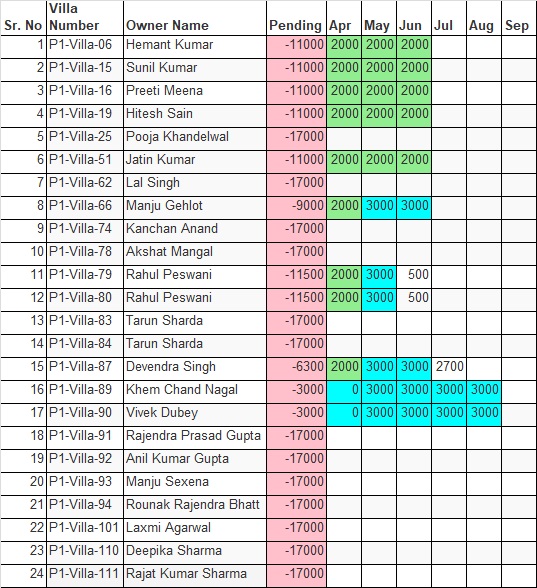 Sr. No Villa Number Owner Name Pending Apr May Jun Jul Aug Sep
1 P1-Villa-06 Hemant Kumar -11000 2000 2000 2000
2 P1-Villa-15 Sunil Kumar -11000 2000 2000 2000
3 P1-Villa-16 Preeti Meena -11000 2000 2000 2000
4 P1-Villa-19 Hitesh Sain -11000 2000 2000 2000
5 P1-Villa-25 Pooja Khandelwal -17000
6 P1-Villa-51 Jatin Kumar -11000 2000 2000 2000
7 P1-Villa-62 Lal Singh -17000
8 P1-Villa-66 Manju Gehlot -9000 2000 3000 3000
9 P1-Villa-74 Kanchan Anand -17000
10 P1-Villa-78 Akshat Mangal -17000
11 P1-Villa-79 Rahul Peswani -11500 2000 3000 500
12 P1-Villa-80 Rahul Peswani -11500 2000 3000 500
13 P1-Villa-83 Tarun Sharda -17000
14 P1-Villa-84 Tarun Sharda -17000
15 P1-Villa-87 Devendra Singh -6300 2000 3000 3000 2700
16 P1-Villa-89 Khem Chand Nagal -3000 0 3000 3000 3000 3000
17 P1-Villa-90 Vivek Dubey -3000 0 3000 3000 3000 3000
18 P1-Villa-91 Rajendra Prasad Gupta -17000
19 P1-Villa-92 Anil Kumar Gupta -17000
20 P1-Villa-93 Manju Sexena -17000
21 P1-Villa-94 Rounak Rajendra Bhatt -17000
22 P1-Villa-101 Laxmi Agarwal -17000
23 P1-Villa-110 Deepika Sharma -17000
24 P1-Villa-111 Rajat Kumar Sharma -17000